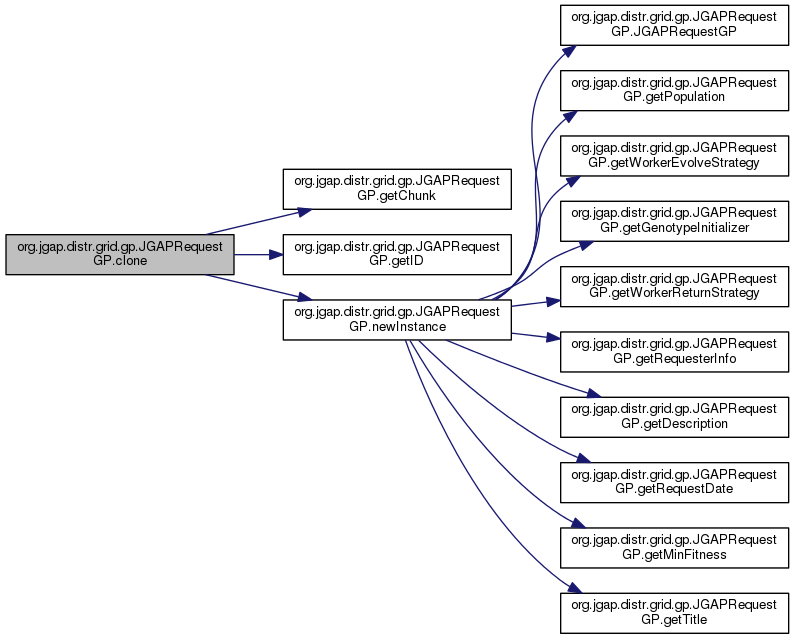 org.jgap.distr.grid.gp.JGAPRequest
GP.clone
org.jgap.distr.grid.gp.JGAPRequest
GP.getChunk
org.jgap.distr.grid.gp.JGAPRequest
GP.getID
org.jgap.distr.grid.gp.JGAPRequest
GP.newInstance
org.jgap.distr.grid.gp.JGAPRequest
GP.JGAPRequestGP
org.jgap.distr.grid.gp.JGAPRequest
GP.getPopulation
org.jgap.distr.grid.gp.JGAPRequest
GP.getWorkerEvolveStrategy
org.jgap.distr.grid.gp.JGAPRequest
GP.getGenotypeInitializer
org.jgap.distr.grid.gp.JGAPRequest
GP.getWorkerReturnStrategy
org.jgap.distr.grid.gp.JGAPRequest
GP.getRequesterInfo
org.jgap.distr.grid.gp.JGAPRequest
GP.getDescription
org.jgap.distr.grid.gp.JGAPRequest
GP.getRequestDate
org.jgap.distr.grid.gp.JGAPRequest
GP.getMinFitness
org.jgap.distr.grid.gp.JGAPRequest
GP.getTitle